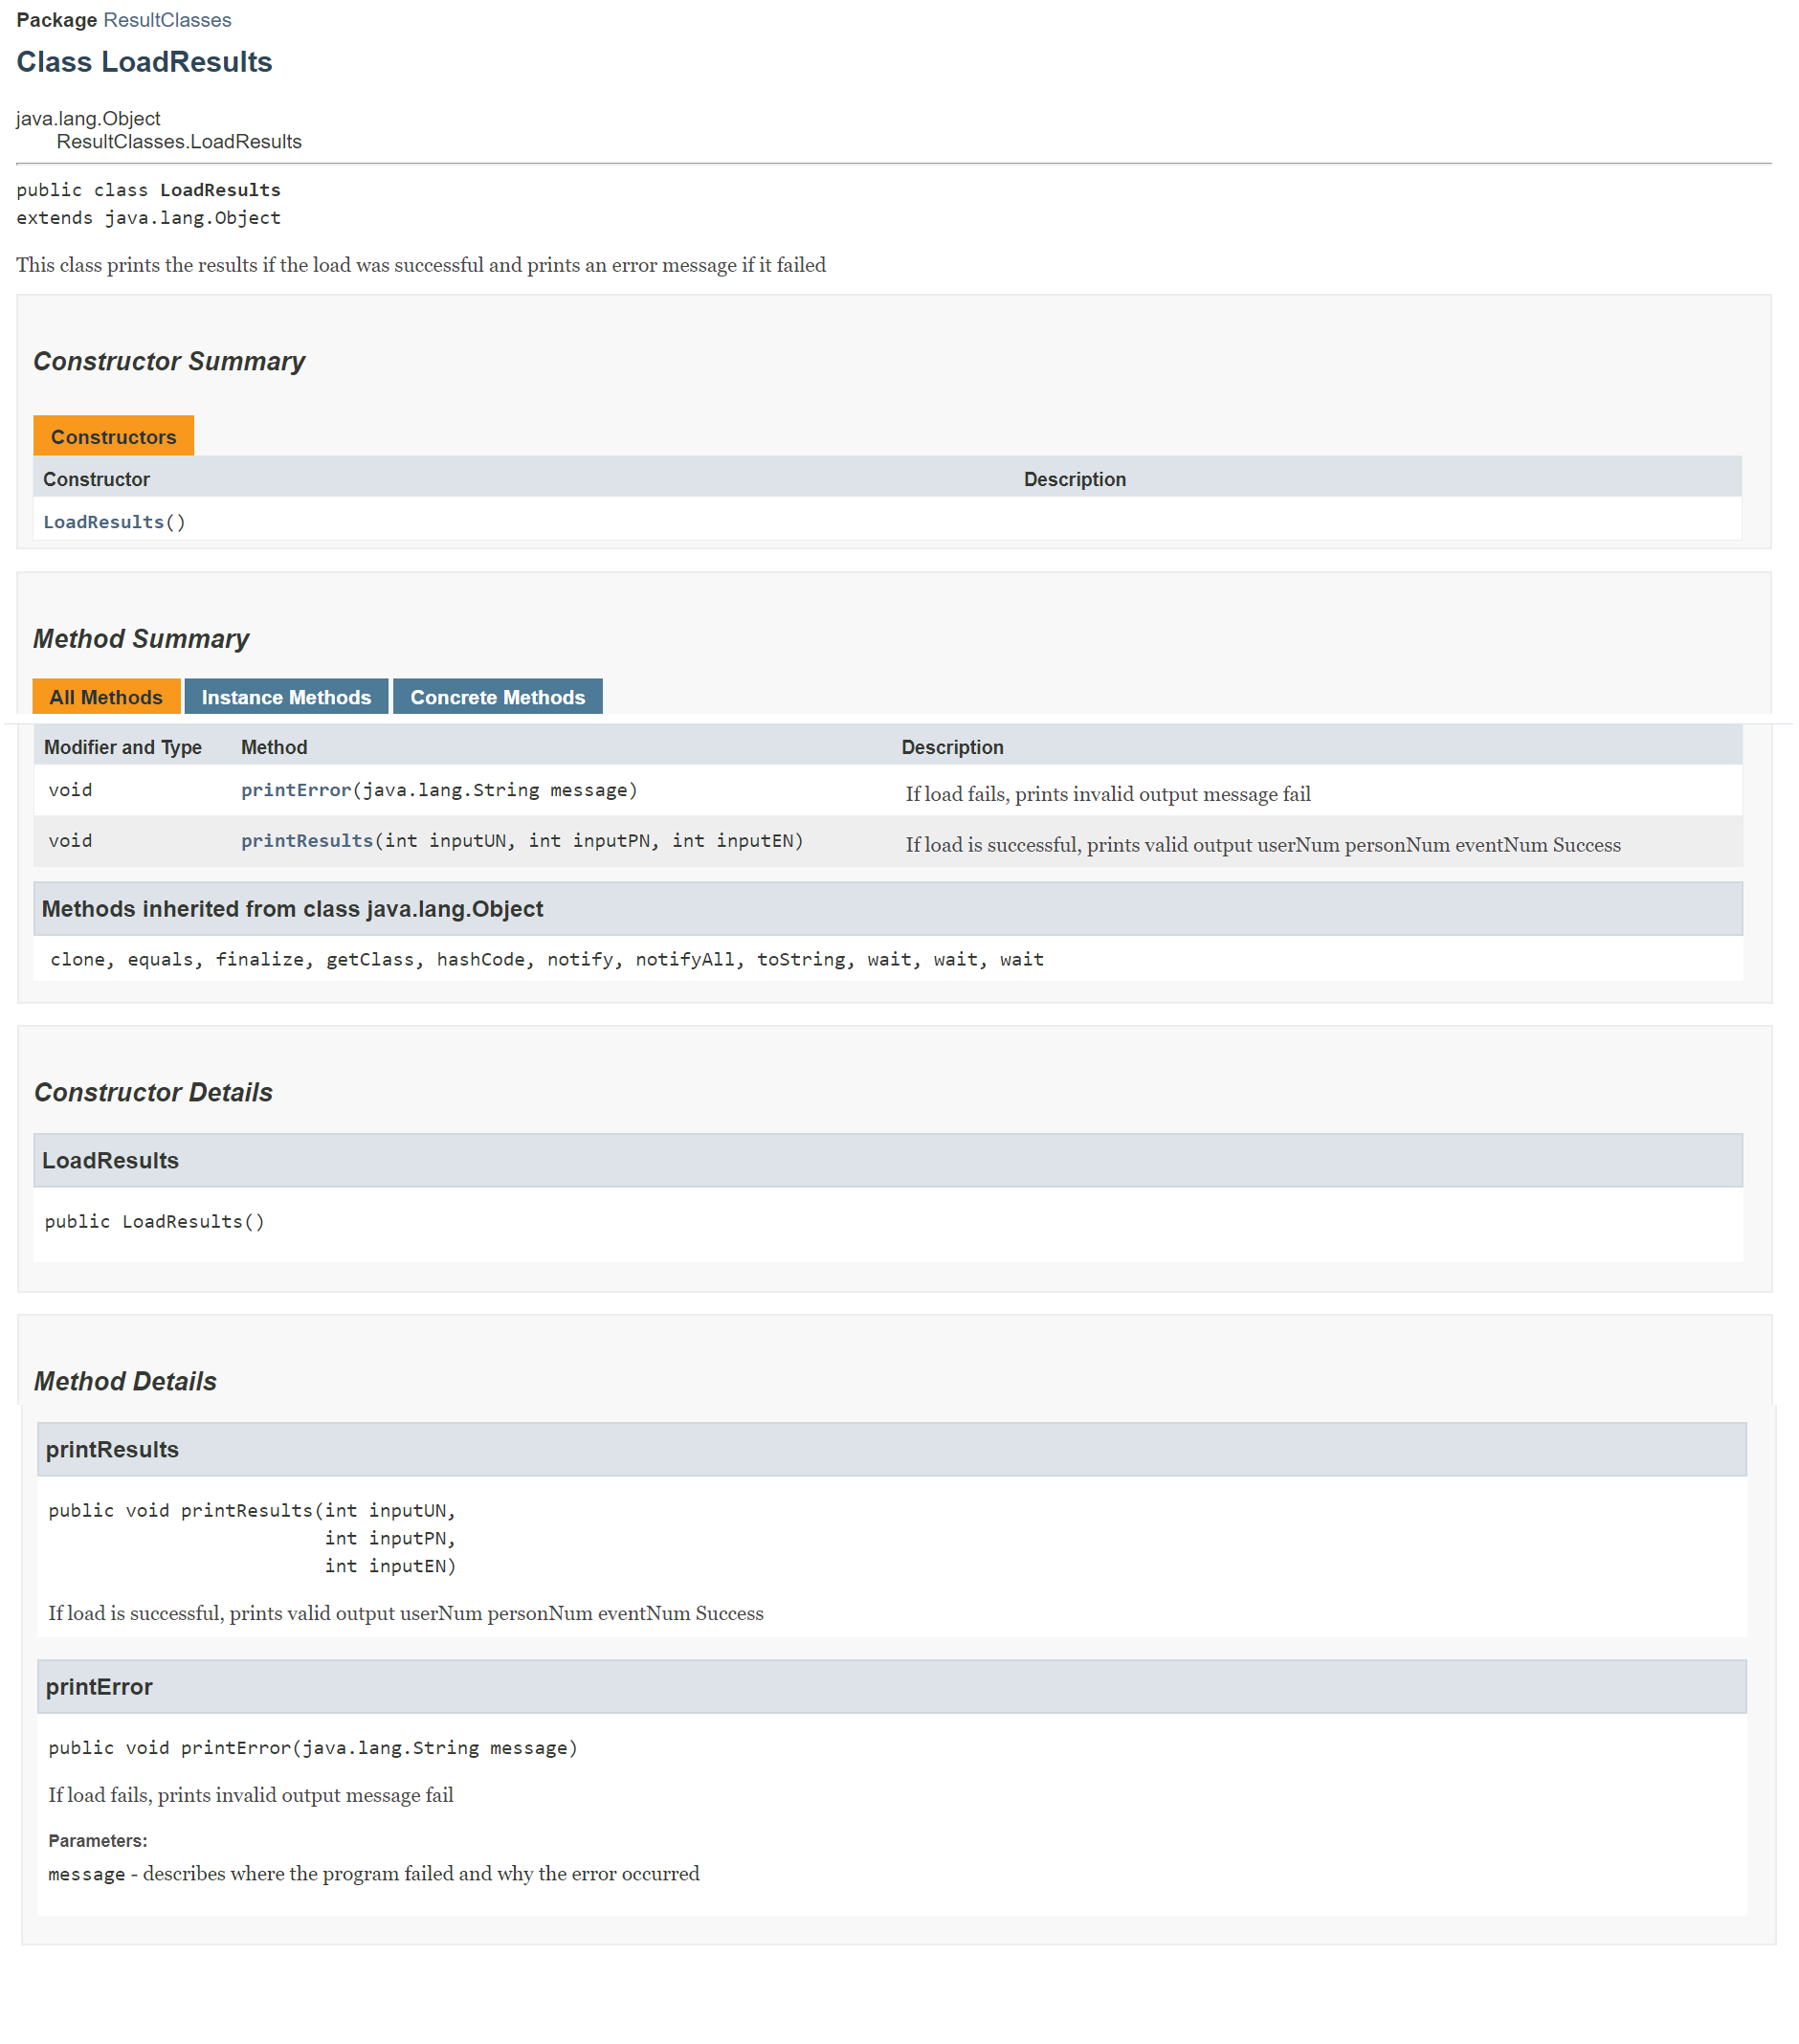 Package ResultClasses
Class LoadResults
java.lang.Object
ResultClasses.LoadResults
public class LoadResults
extends java.lang.Object
This class prints the results if the load was successful and prints an error message if it failed
Constructor Summary
Constructors
Constructor Description
LoadResults()
Method Summary
All Methods Instance Methods Concrete Methods
Modifier and Type Method Description
void printError(java.lang.String message) If load fails, prints invalid output message fail
void printResults(int inputUN, int inputPN, int inputEN) If load is successful, prints valid output userNum personNum eventNum Success
Methods inherited from class java.lang.Object
clone, equals, finalize, getClass, hashCode, notify, notifyAll, toString, wait, wait, wait
Constructor Details
LoadResults
public LoadResults()
Method Details
printResults
public void printResults(int inputUN,
int inputPN,
int inputEN)
If load is successful, prints valid output userNum personNum eventNum Success
printError
public void printError(java.lang.String message)
If load fails, prints invalid output message fail
Parameters:
message - describes where the program failed and why the error occurred